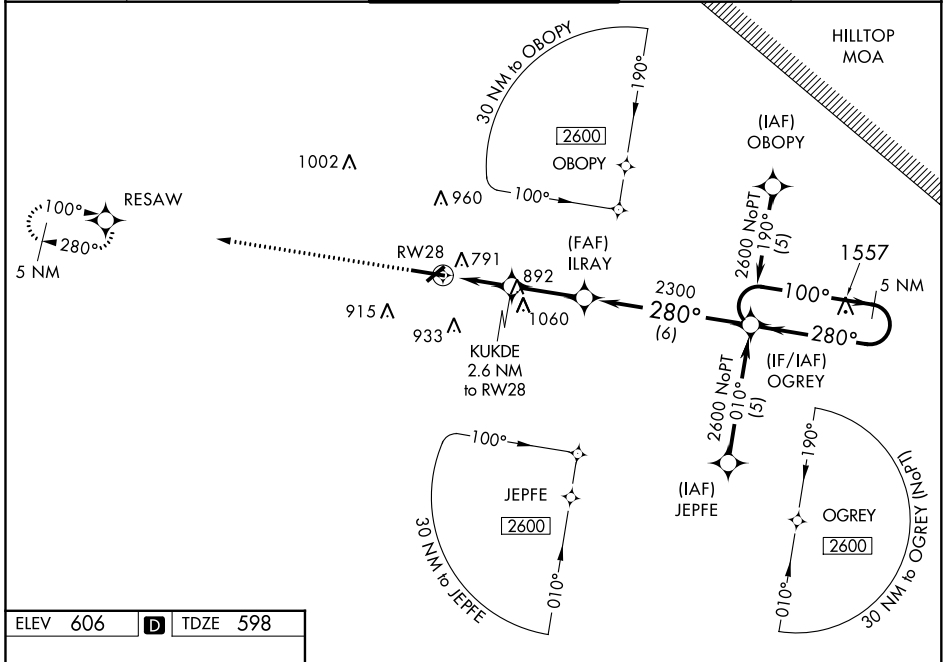 HILLTOP
MOA
30 NM to OBOPY
190°
2600
OBOPY
100°
(IAF)
OBOPY
1002
960
RESAW
100°
280°
5 NM
2600 NoPT
190°
(5)
RW28
791
(FAF)
ILRAY
892
1060
915
933
KUKDE
2.6 NM
to RW28
2300
280°
(6)
1557
100°
5 NM
280°
(IF/IAF)
OGREY
2600 NoPT
010°
(5)
(IAF)
JEPFE
100°
JEPFE
2600
010°
30 NM to JEPFE
190°
OGREY
2600
010°
30 NM to OGREY (NoPT)
ELEV 606 D TDZE 598